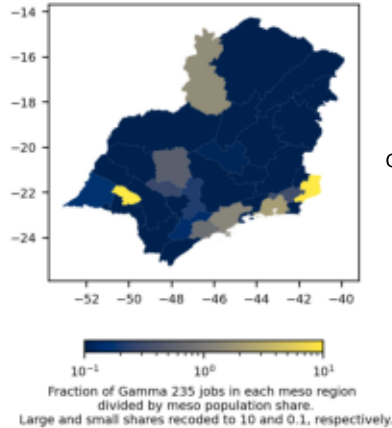 −14
−16
−18
−20
−22
−24
−52 −50 −48 −46 −44 −42 −40
10⁻¹ 10⁰ 10¹
Fraction of Gamma 235 jobs in each meso region
divided by meso population share.
Large and small shares recoded to 10 and 0.1, respectively.